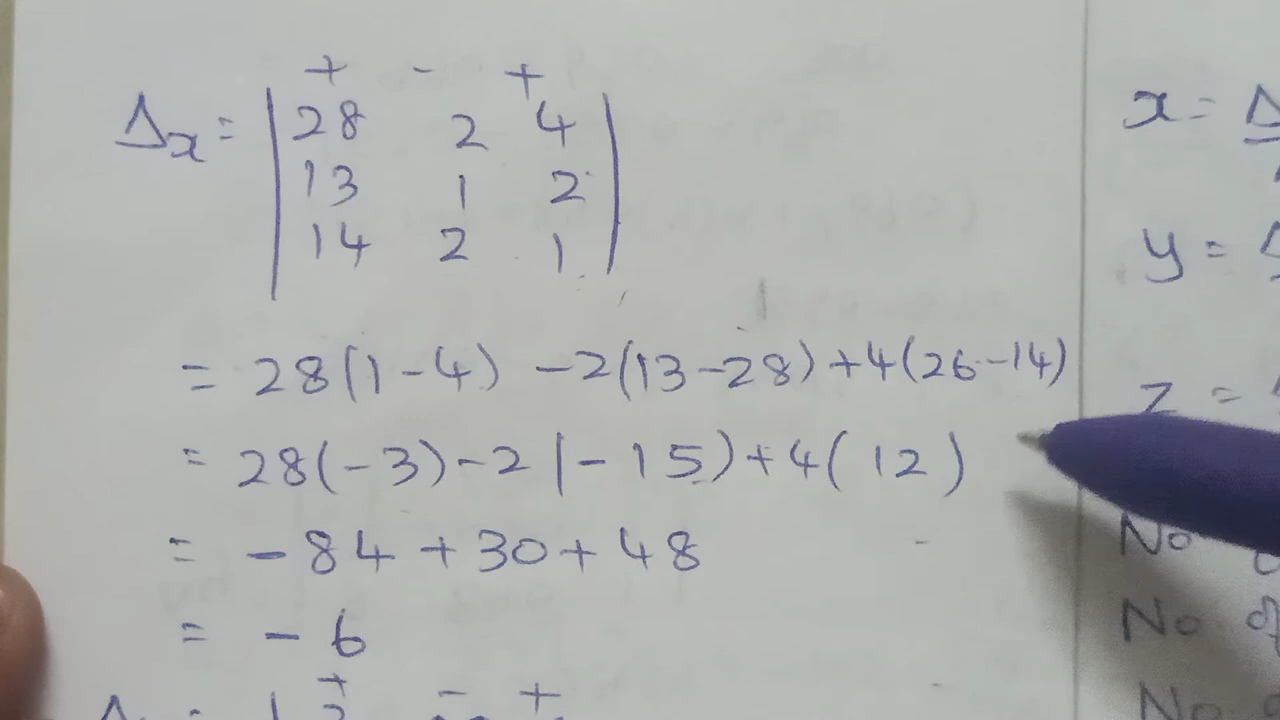 + - +
Δx = | 28 2 4 |
| 13 1 2 |
| 14 2 1 |
= 28(1-4) -2(13-28)+4(26-14)
= 28(-3)-2(-15)+4(12)
= -84+30+48
= -6
+ - +
x =
y =
z =
No
No of
No